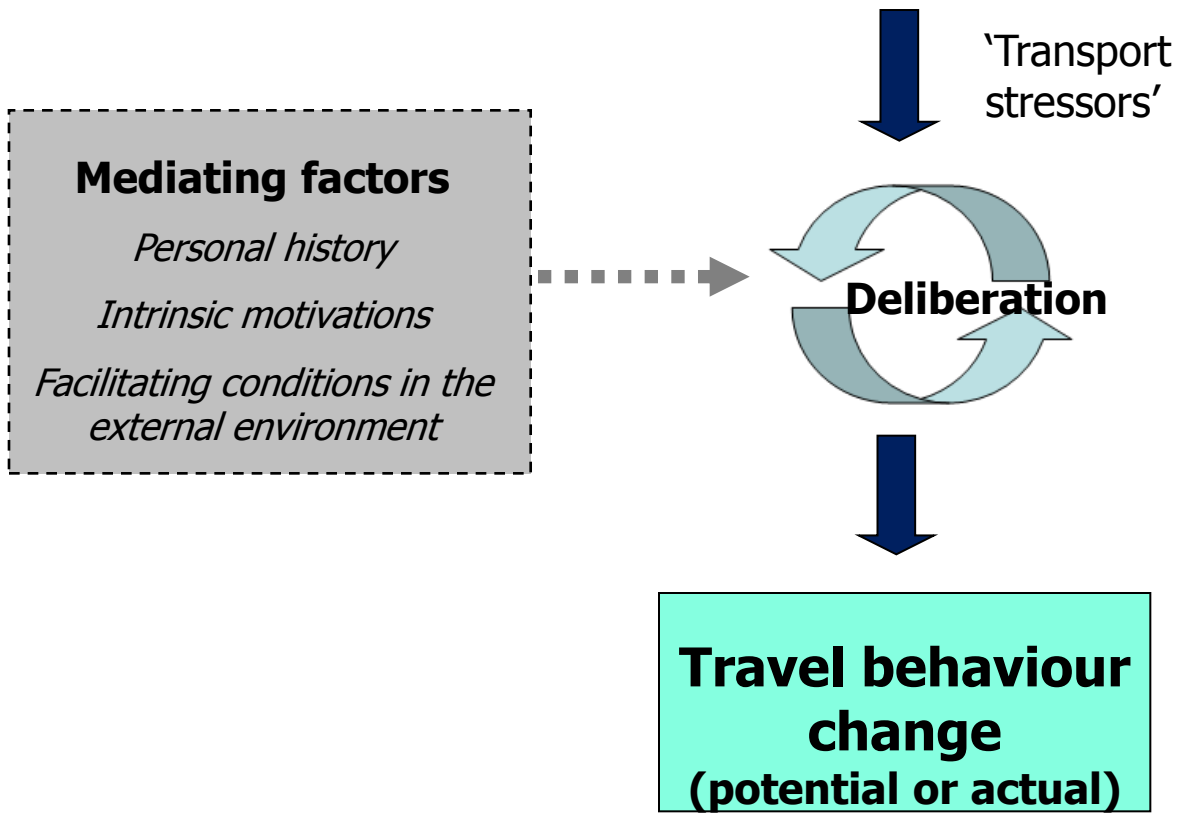 ‘Transport
stressors’
Mediating factors
Personal history
Intrinsic motivations
Facilitating conditions in the
external environment
Deliberation
Travel behaviour
change
(potential or actual)